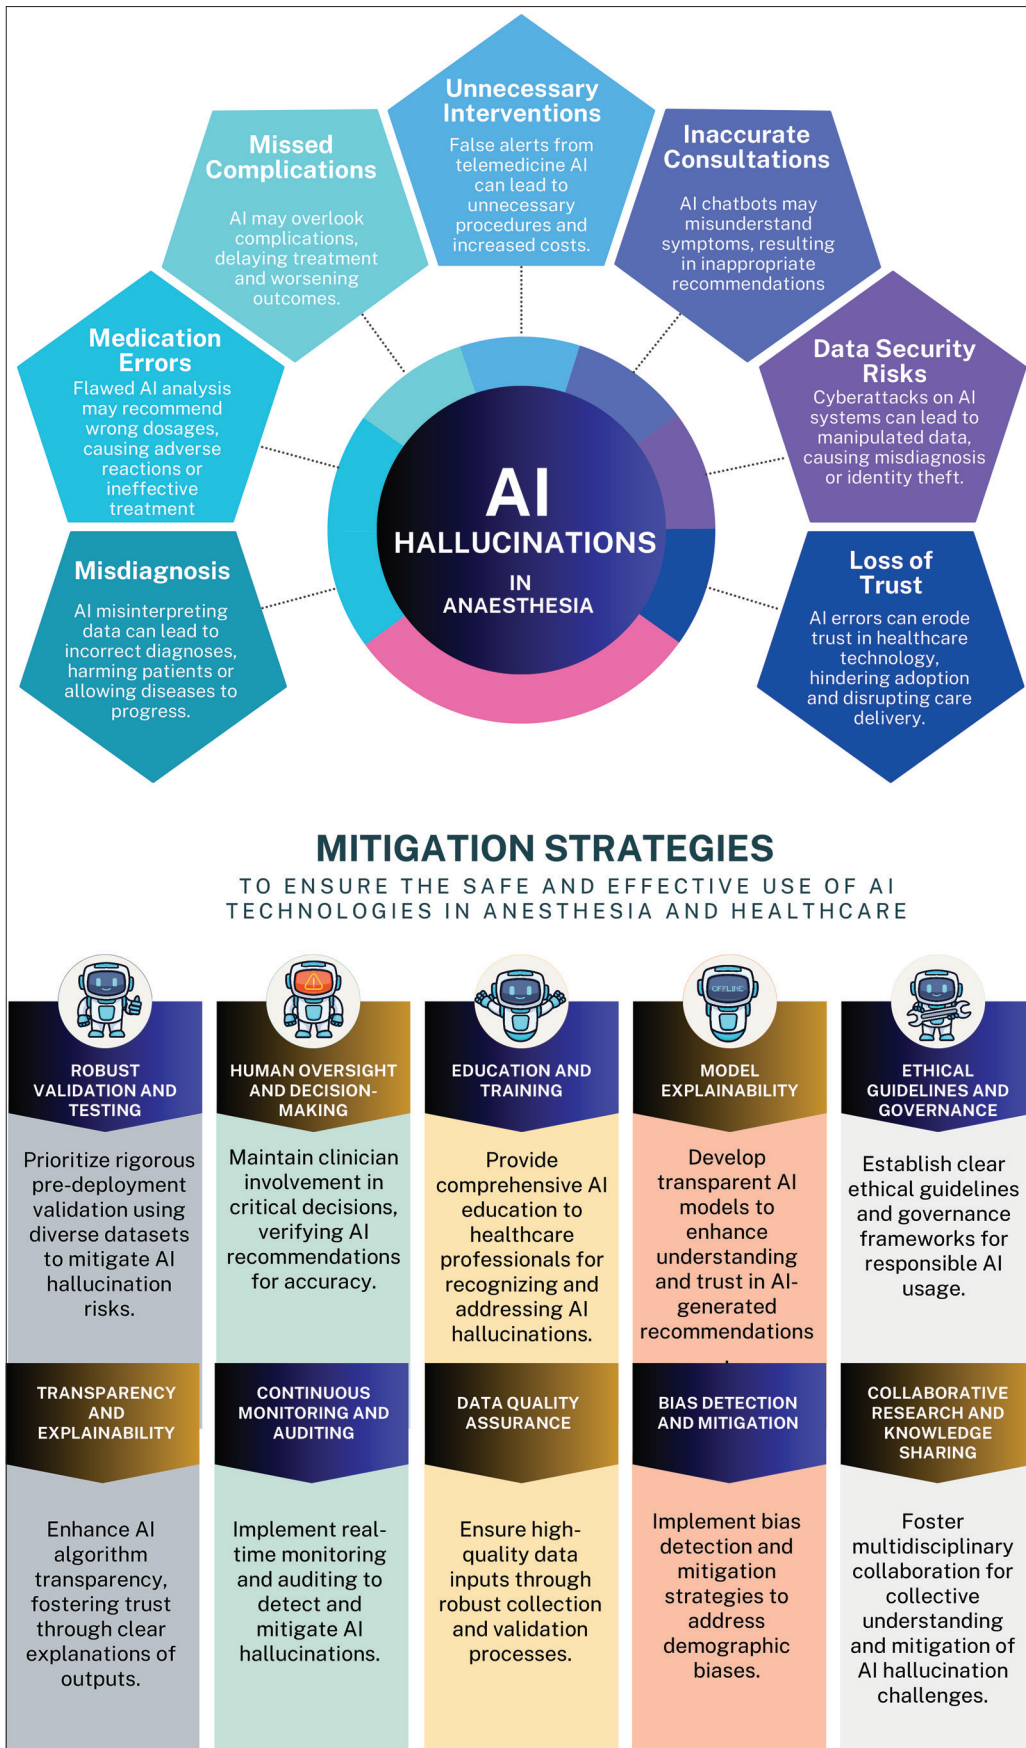 Unnecessary
Interventions
False alerts from
telemedicine AI
can lead to
unnecessary
procedures and
increased costs.
Missed
Complications
AI may overlook
complications,
delaying treatment
and worsening
outcomes.
Inaccurate
Consultations
AI chatbots may
misunderstand
symptoms, resulting
in inappropriate
recommendations
Medication
Errors
Flawed AI analysis
may recommend
wrong dosages,
causing adverse
reactions or
ineffective
treatment
Data Security
Risks
Cyberattacks on AI
systems can lead to
manipulated data,
causing misdiagnosis
or identity theft.
AI
HALLUCINATIONS
IN
ANAESTHESIA
Misdiagnosis
AI misinterpreting
data can lead to
incorrect diagnoses,
harming patients or
allowing diseases to
progress.
Loss of
Trust
AI errors can erode
trust in healthcare
technology,
hindering adoption
and disrupting care
delivery.
MITIGATION STRATEGIES
TO ENSURE THE SAFE AND EFFECTIVE USE OF AI
TECHNOLOGIES IN ANESTHESIA AND HEALTHCARE
ROBUST
VALIDATION AND
TESTING
Prioritize rigorous
pre-deployment
validation using
diverse datasets
to mitigate AI
hallucination
risks.
HUMAN OVERSIGHT
AND DECISION-
MAKING
Maintain clinician
involvement in
critical decisions,
verifying AI
recommendations
for accuracy.
EDUCATION AND
TRAINING
Provide
comprehensive AI
education to
healthcare
professionals for
recognizing and
addressing AI
hallucinations.
OFFLINE
MODEL
EXPLAINABILITY
Develop
transparent AI
models to
enhance
understanding
and trust in AI-
generated
recommendations
.
ETHICAL
GUIDELINES AND
GOVERNANCE
Establish clear
ethical guidelines
and governance
frameworks for
responsible AI
usage.
TRANSPARENCY
AND
EXPLAINABILITY
Enhance AI
algorithm
transparency,
fostering trust
through clear
explanations of
outputs.
CONTINUOUS
MONITORING AND
AUDITING
Implement real-
time monitoring
and auditing to
detect and
mitigate AI
hallucinations.
DATA QUALITY
ASSURANCE
Ensure high-
quality data
inputs through
robust collection
and validation
processes.
BIAS DETECTION
AND MITIGATION
Implement bias
detection and
mitigation
strategies to
address
demographic
biases.
COLLABORATIVE
RESEARCH AND
KNOWLEDGE
SHARING
Foster
multidisciplinary
collaboration for
collective
understanding
and mitigation of
AI hallucination
challenges.